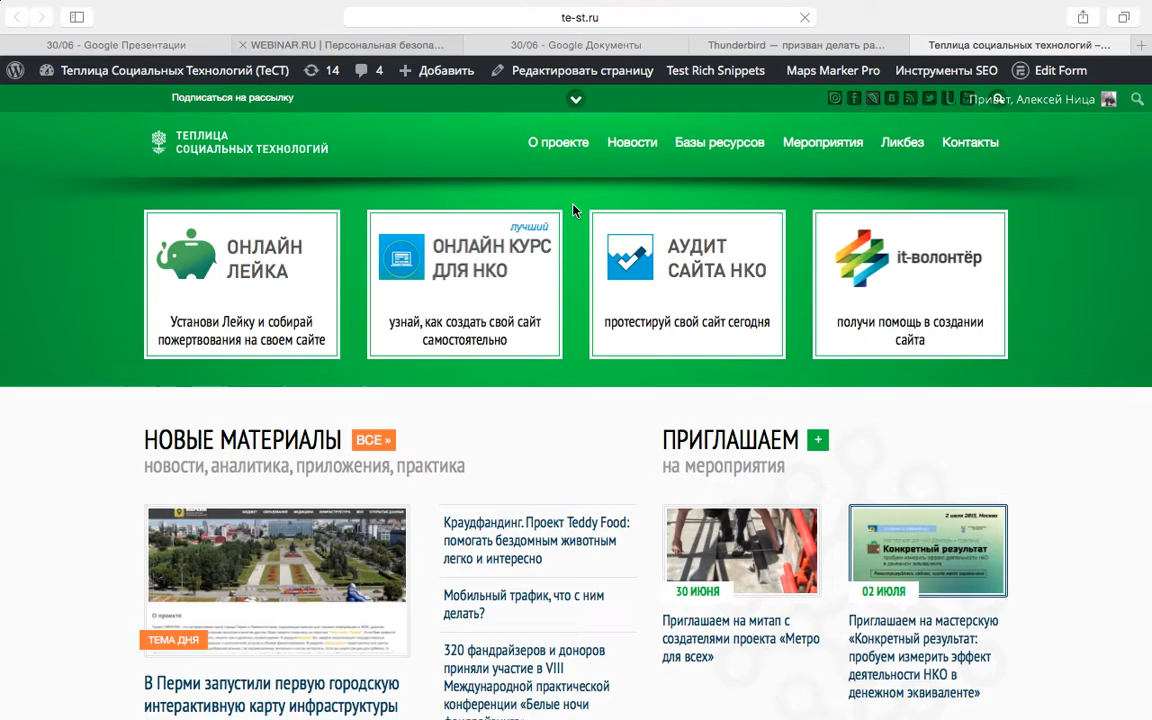 te-st.ru
30/06 - Google Презентации
WEBINAR.RU | Персональная безопа...
30/06 - Google Документы
Thunderbird — призван делать ра...
Теплица социальных технологий –...
Теплица Социальных Технологий (ТеСТ)
14
4
Добавить
Редактировать страницу
Test Rich Snippets
Maps Marker Pro
Инструменты SEO
Edit Form
Подписаться на рассылку
Привет, Алексей Ница
ТЕПЛИЦА
СОЦИАЛЬНЫХ ТЕХНОЛОГИЙ
О проекте
Новости
Базы ресурсов
Мероприятия
Ликбез
Контакты
ОНЛАЙН
ЛЕЙКА
Установи Лейку и собирай
пожертвования на своем сайте
лучший
ОНЛАЙН КУРС
ДЛЯ НКО
узнай, как создать свой сайт
самостоятельно
АУДИТ
САЙТА НКО
протестируй свой сайт сегодня
it-волонтёр
получи помощь в создании
сайта
НОВЫЕ МАТЕРИАЛЫ
ВСЕ »
новости, аналитика, приложения, практика
О проекте
ТЕМА ДНЯ
В Перми запустили первую городскую
интерактивную карту инфраструктуры
Краудфандинг. Проект Teddy Food:
помогать бездомным животным
легко и интересно
Мобильный трафик, что с ним
делать?
320 фандрайзеров и доноров
приняли участие в VIII
Международной практической
конференции «Белые ночи
фандрайзинга»
ПРИГЛАШАЕМ
+
на мероприятия
30 ИЮНЯ
Приглашаем на митап с
создателями проекта «Метро
для всех»
2 июля 2015, Москва
Конкретный результат
02 ИЮЛЯ
Приглашаем на мастерскую
«Конкретный результат:
пробуем измерить эффект
деятельности НКО в
денежном эквиваленте»